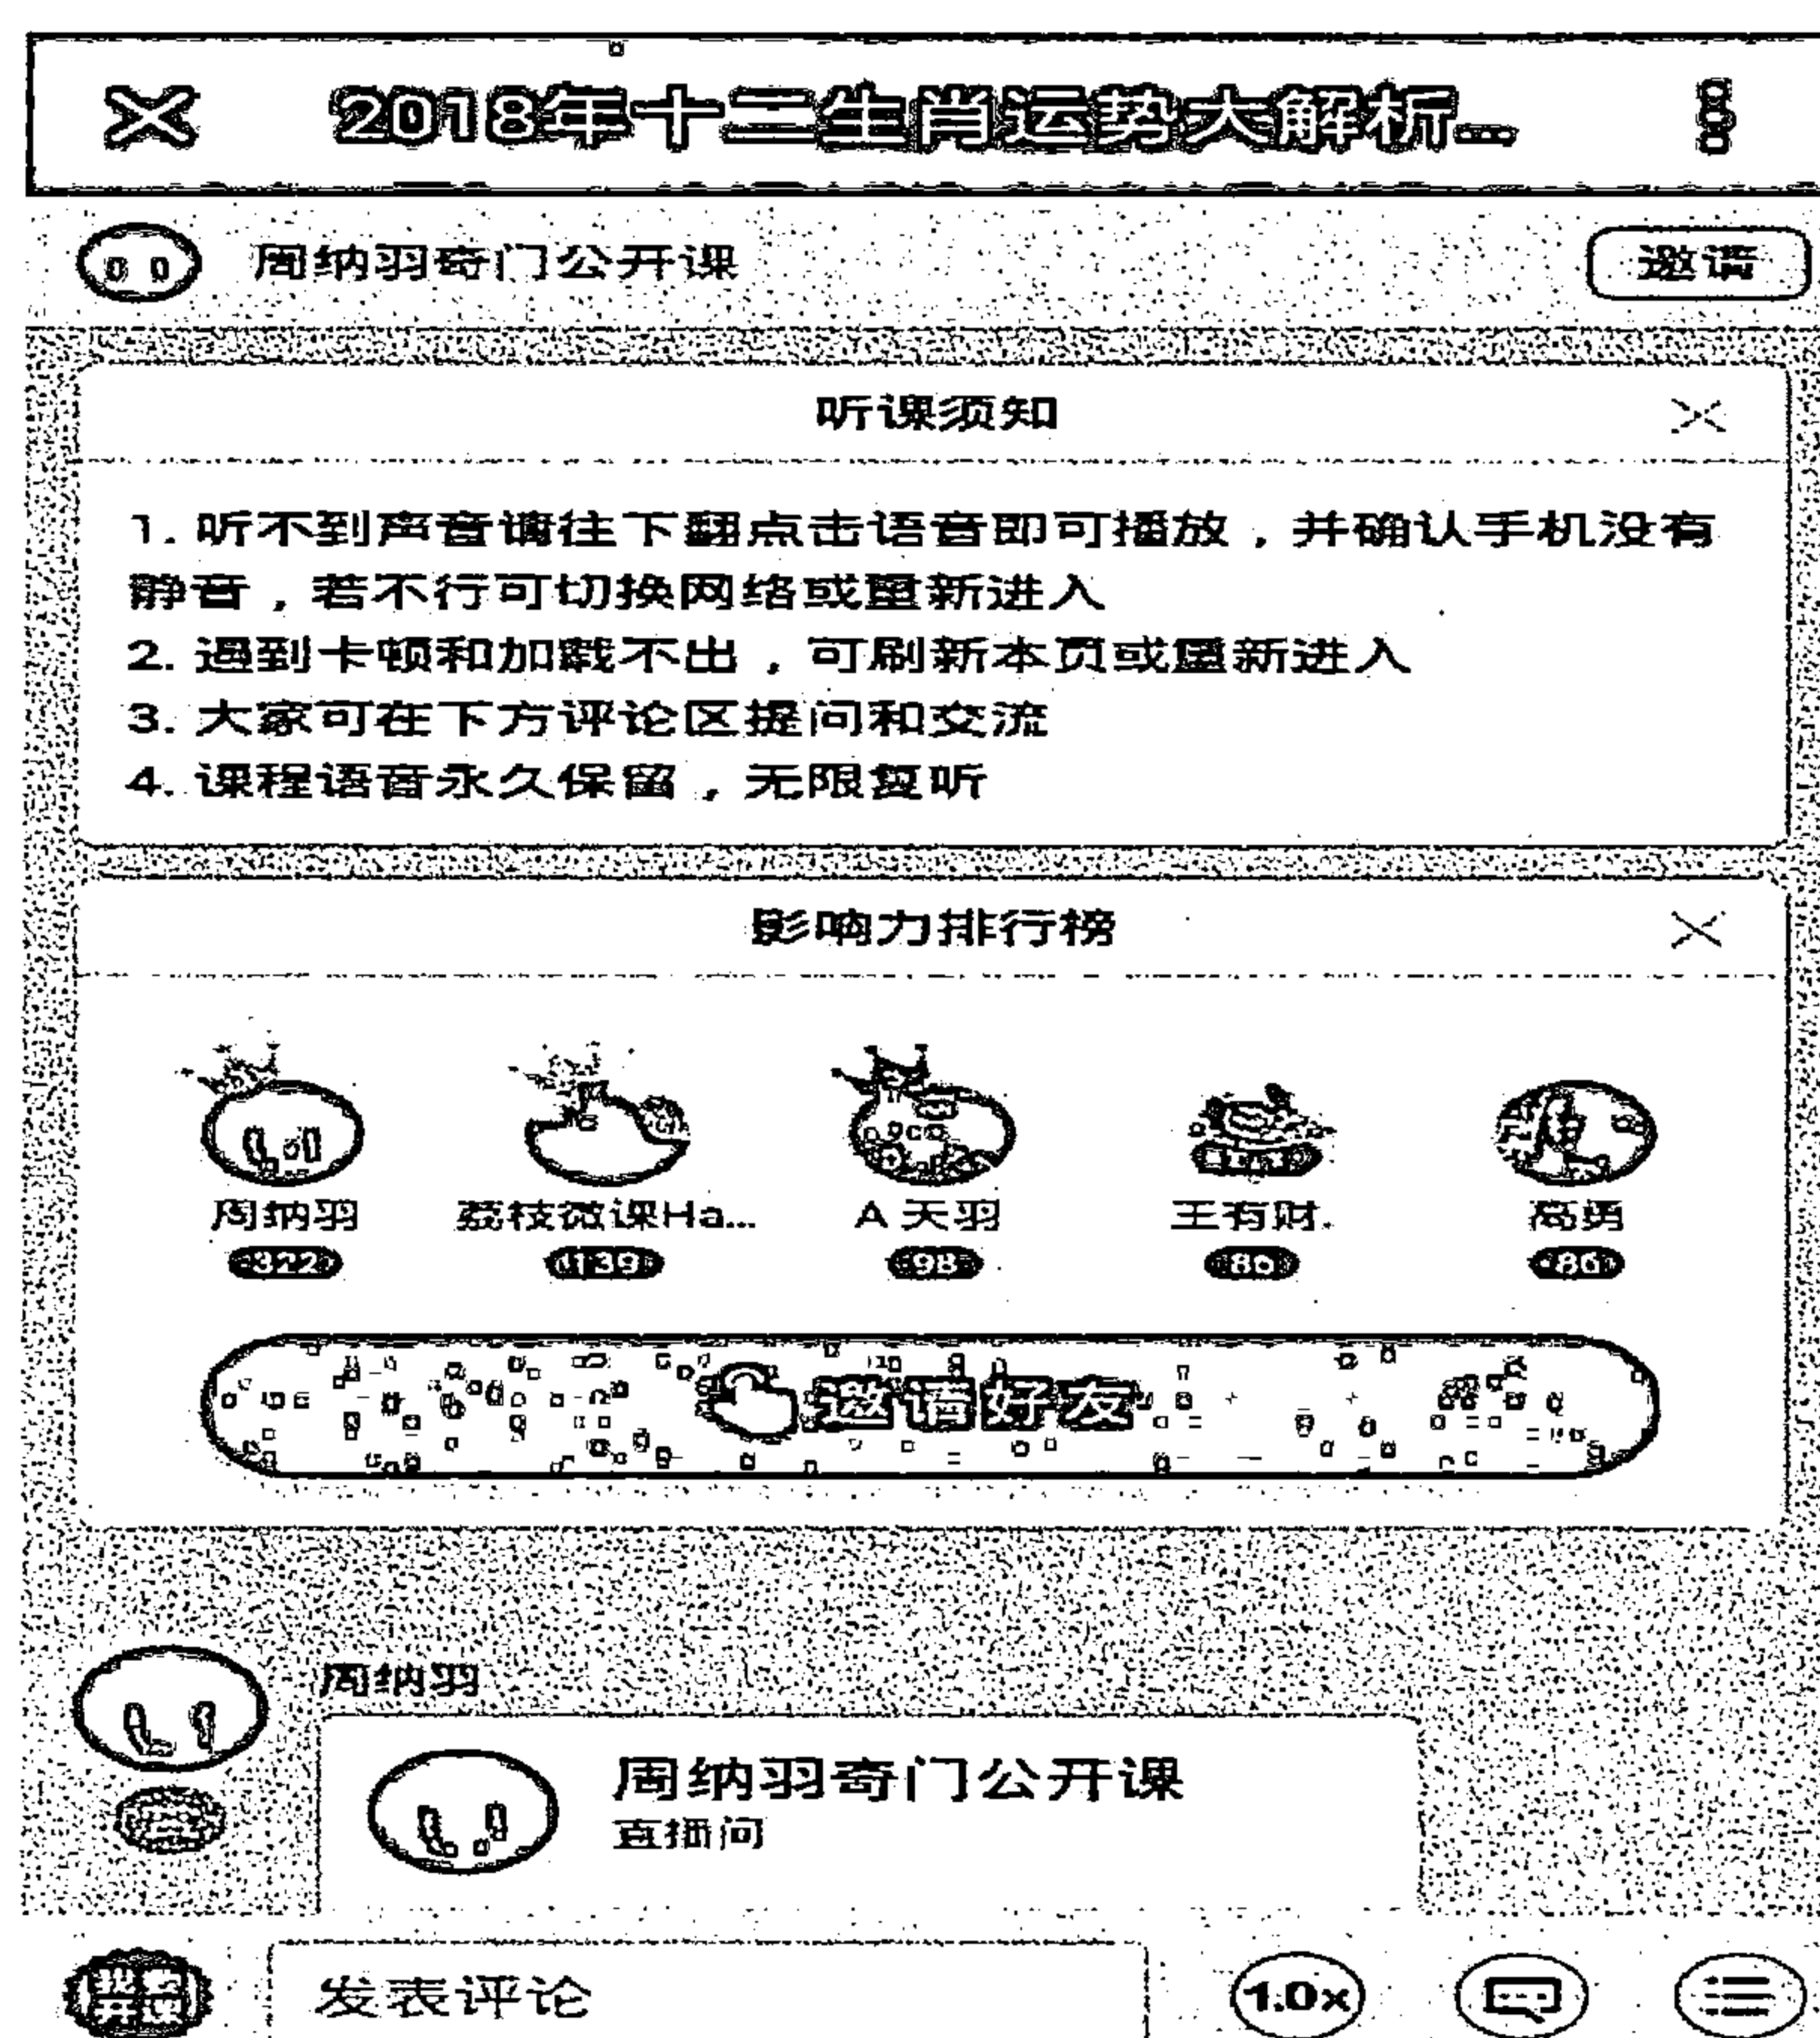 2018年十二生肖运势大解析...
周纳羽奇门公开课
邀请
听课须知
1. 听不到声音请往下翻点击语音即可播放，并确认手机没有
静音，若不行可切换网络或重新进入
2. 遇到卡顿和加载不出，可刷新本页或重新进入
3. 大家可在下方评论区提问和交流
4. 课程语音永久保留，无限复听
影响力排行榜
周纳羽 荔枝微课Ha... A 天羽 王有财. 高勇
322 139 98 86 86
邀请好友
周纳羽
周纳羽奇门公开课
直播间
我要
开课
发表评论
1.0x